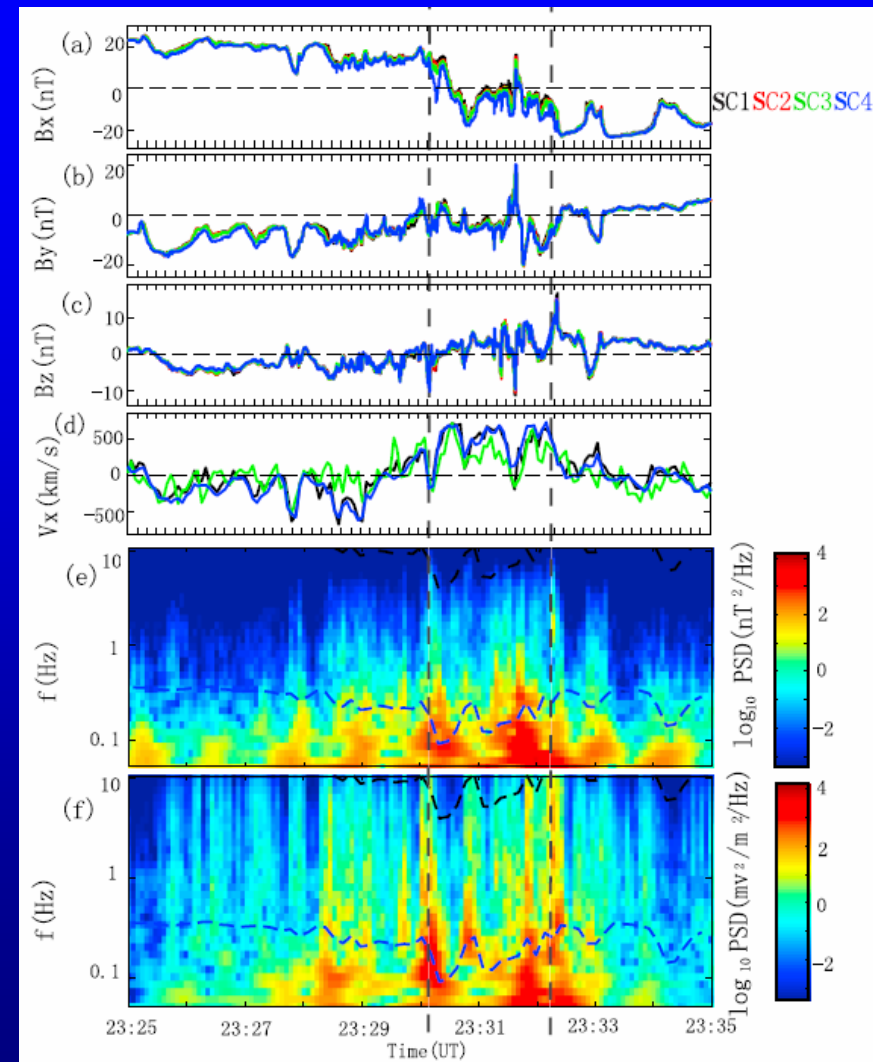 (a)
Bx(nT)
20
0
-20
SC1 SC2 SC3 SC4
(b)
By(nT)
20
0
-20
(c)
Bz(nT)
10
0
-10
(d)
Vx(km/s)
500
0
-500
(e)
f(Hz)
10
1
0.1
4
2
0
-2
log10 PSD(nT2/Hz)
(f)
f(Hz)
10
1
0.1
4
2
0
-2
log10 PSD(mv2/m2/Hz)
23:25 23:27 23:29 23:31 23:33 23:35
Time(UT)